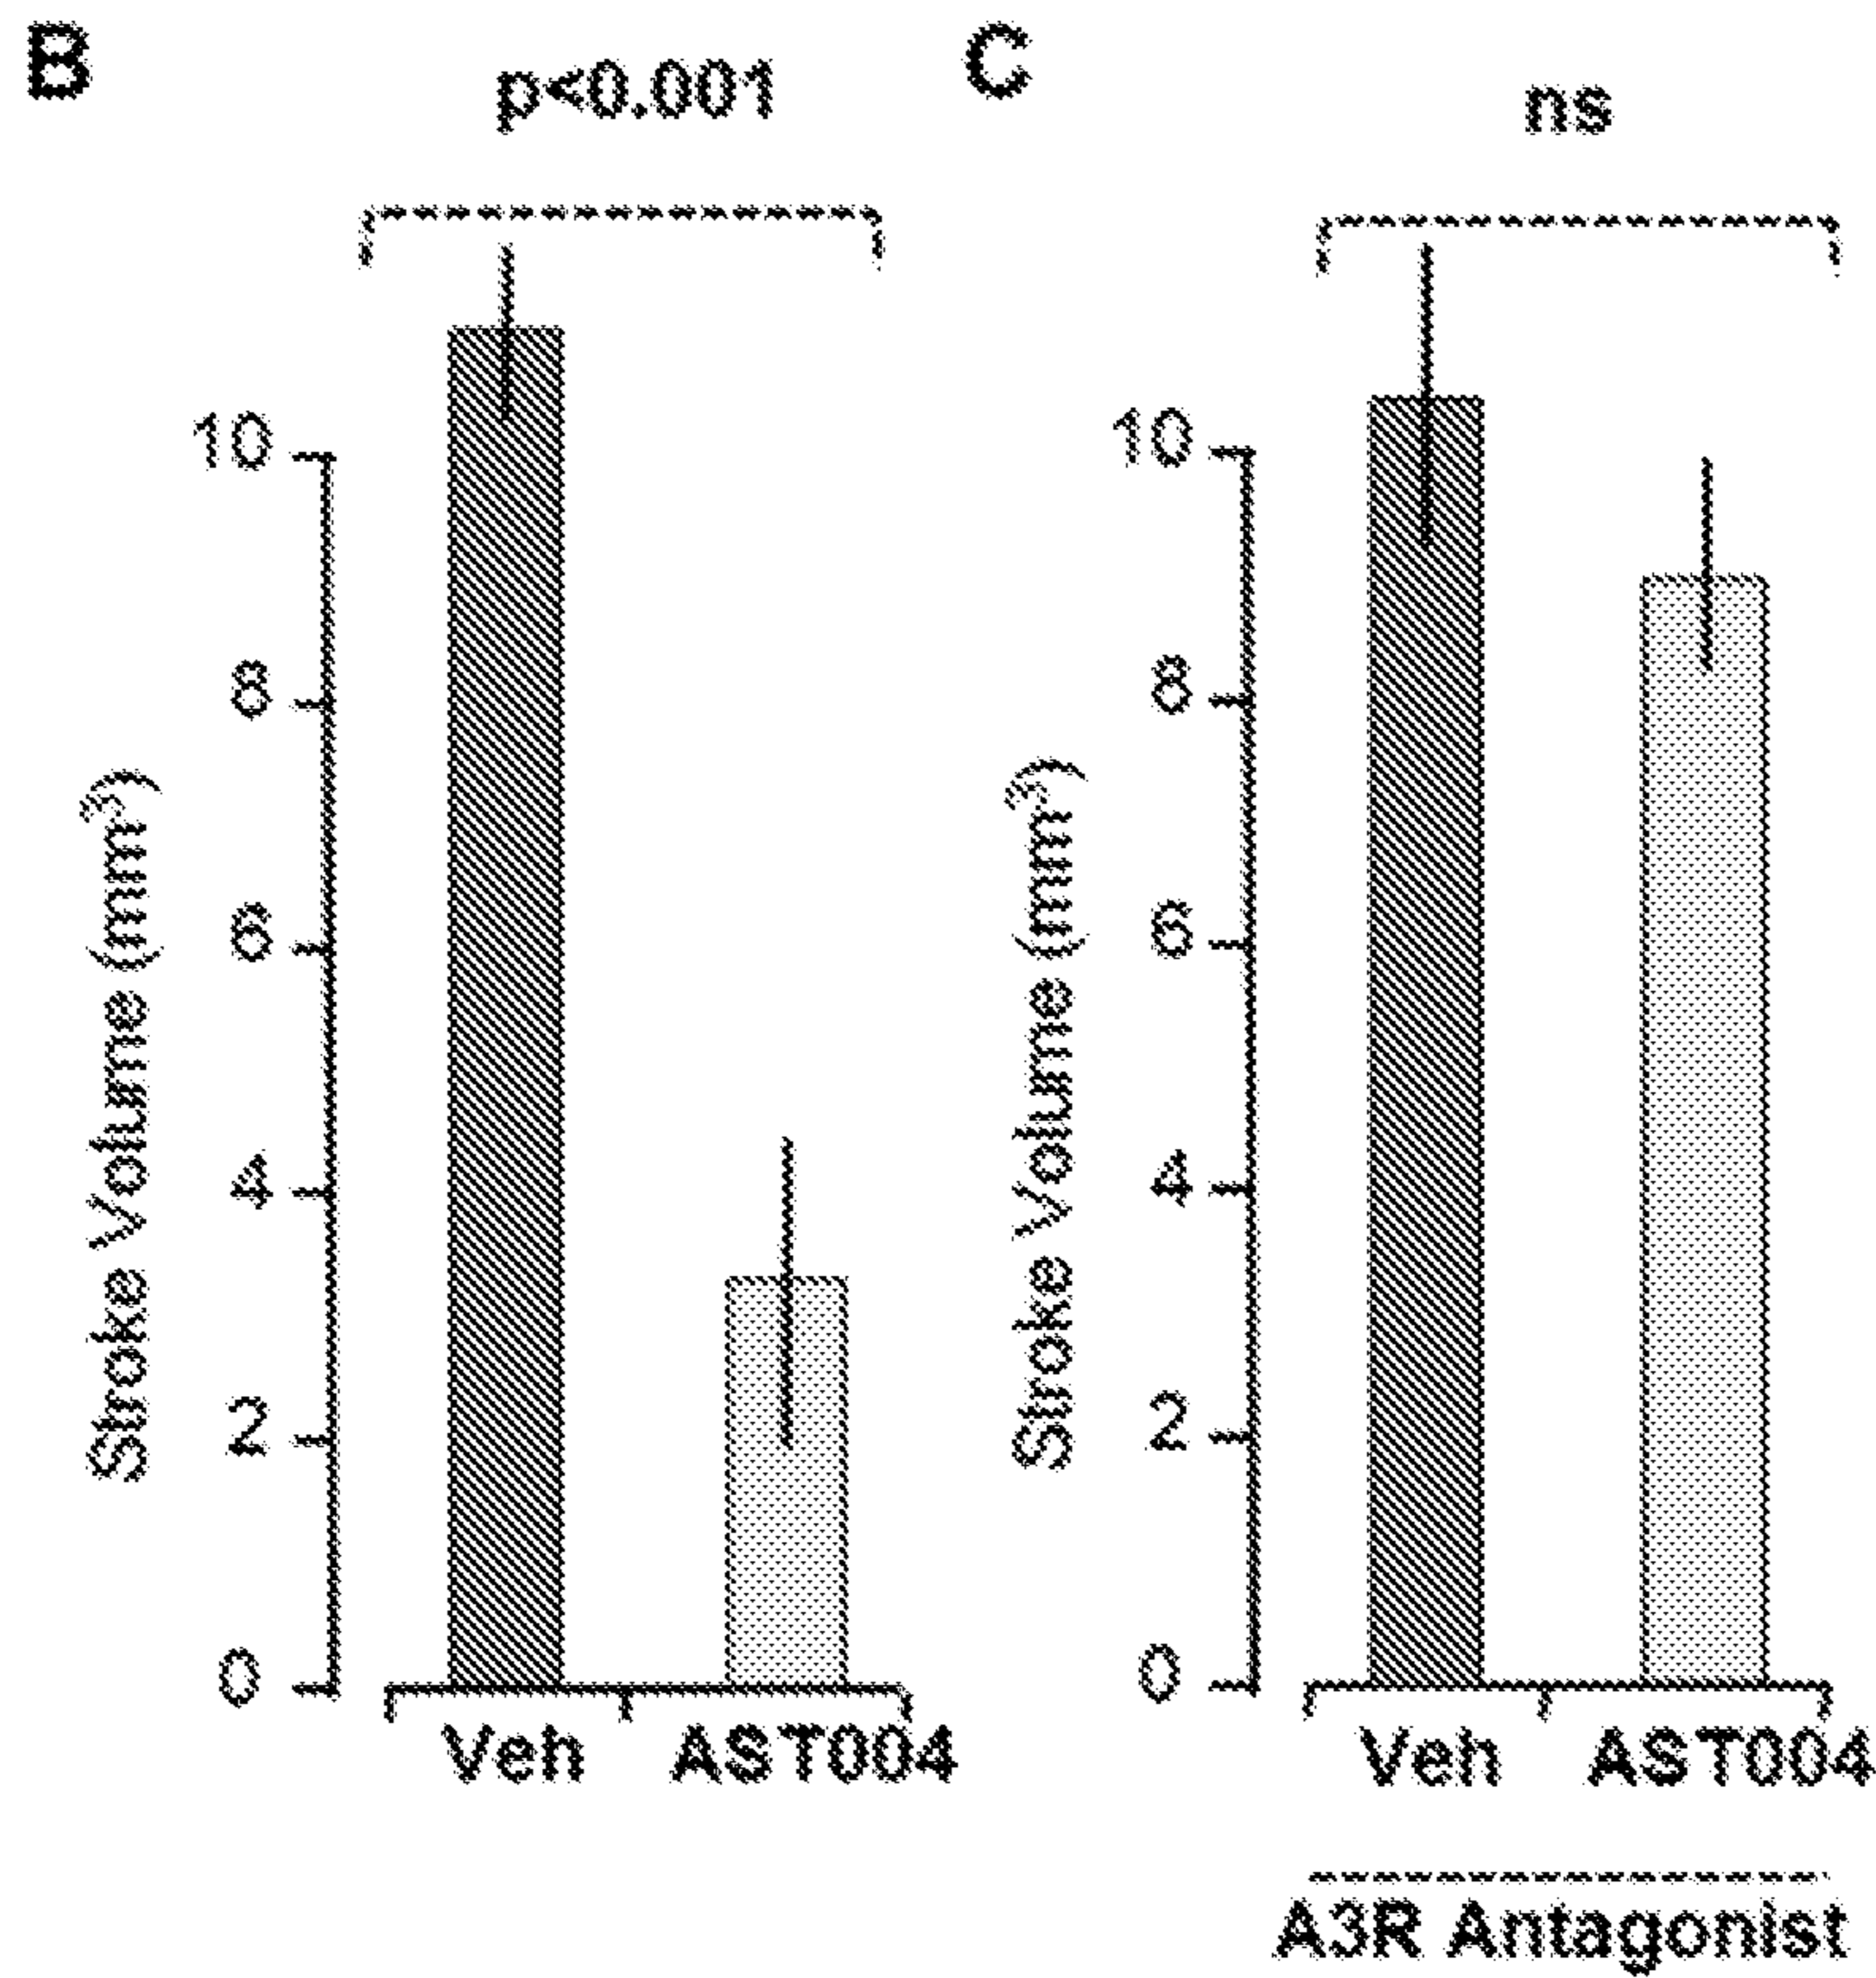 B
p<0.001
Stroke Volume (mm³)
10
8
6
4
2
0
Veh AST004
C
ns
Stroke Volume (mm³)
10
8
6
4
2
0
Veh AST004
A3R Antagonist